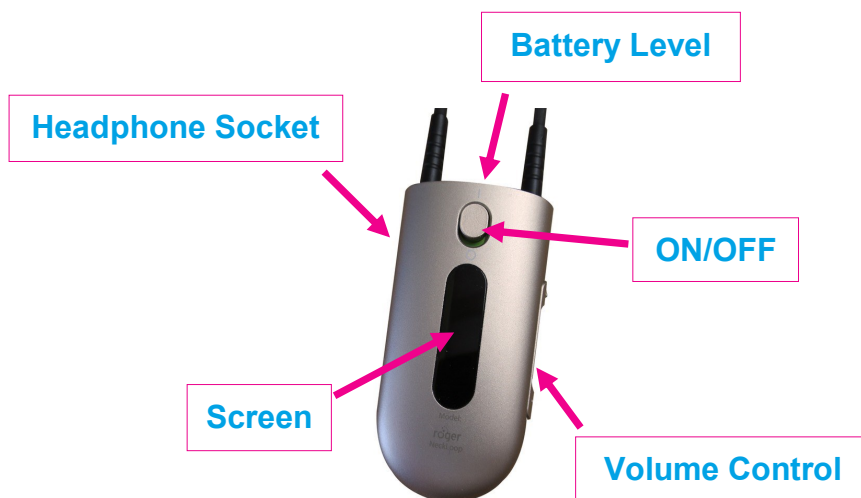 Battery Level
Headphone Socket
ON/OFF
Screen
roger
Volume Control